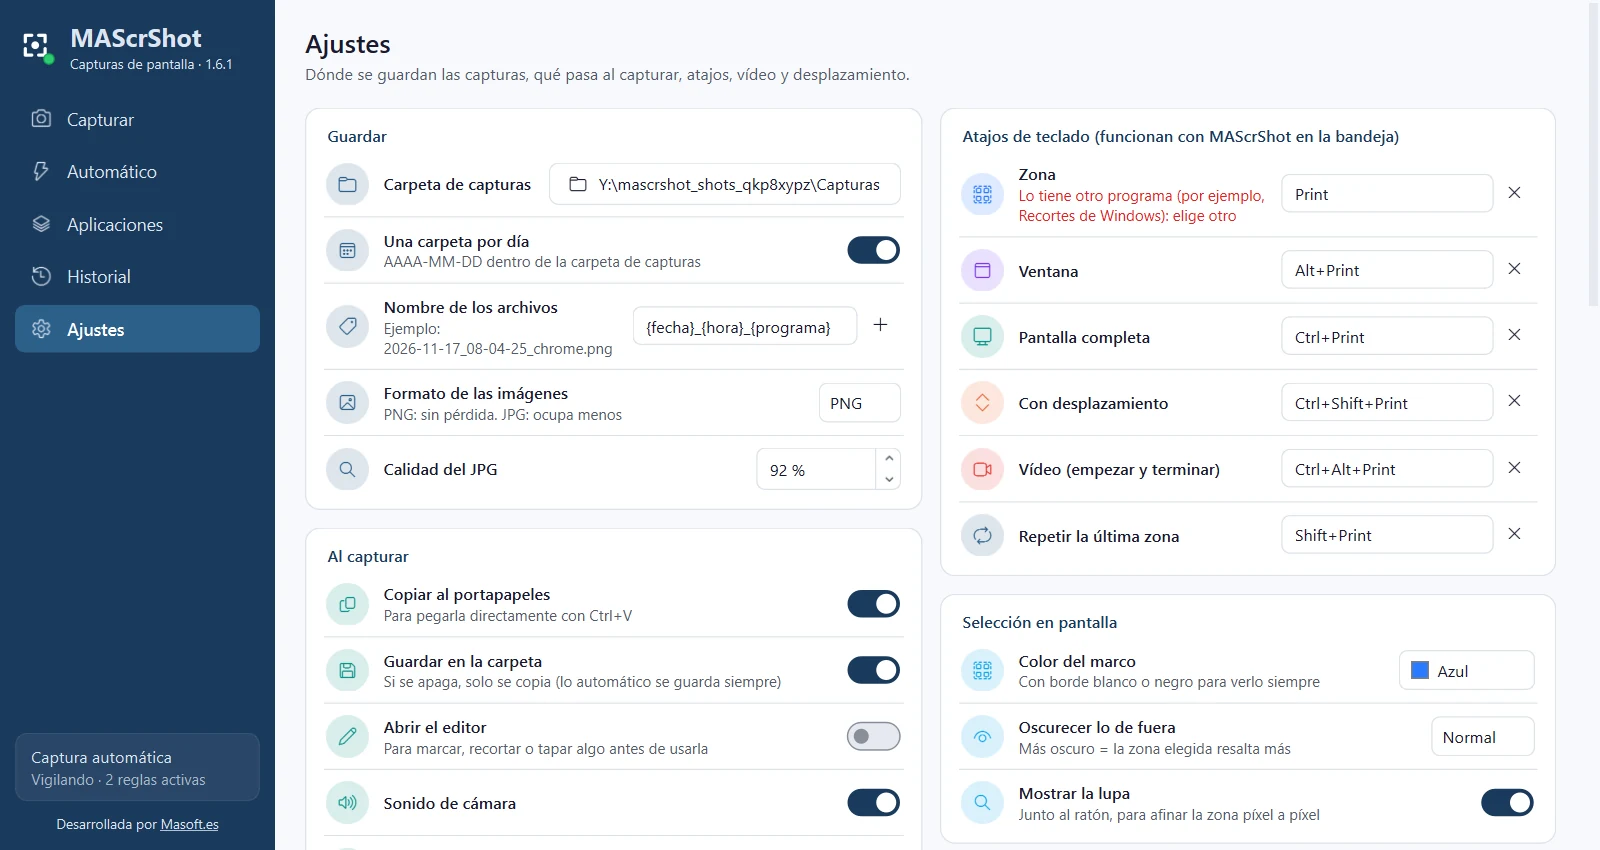 MAScrShot
Capturas de pantalla · 1.6.1
Capturar
Automático
Aplicaciones
Historial
Ajustes
Captura automática
Vigilando · 2 reglas activas
Desarrollada por Masoft.es
Ajustes
Dónde se guardan las capturas, qué pasa al capturar, atajos, vídeo y desplazamiento.
Guardar
Carpeta de capturas
Y:\mascrshot_shots_qkp8xypz\Capturas
Una carpeta por día
AAAA-MM-DD dentro de la carpeta de capturas
Nombre de los archivos
Ejemplo:
2026-11-17_08-04-25_chrome.png
{fecha}_{hora}_{programa}
Formato de las imágenes
PNG: sin pérdida. JPG: ocupa menos
PNG
Calidad del JPG
92 %
Al capturar
Copiar al portapapeles
Para pegarla directamente con Ctrl+V
Guardar en la carpeta
Si se apaga, solo se copia (lo automático se guarda siempre)
Abrir el editor
Para marcar, recortar o tapar algo antes de usarla
Sonido de cámara
Atajos de teclado (funcionan con MAScrShot en la bandeja)
Zona
Lo tiene otro programa (por ejemplo,
Recortes de Windows): elige otro
Print
Ventana
Alt+Print
Pantalla completa
Ctrl+Print
Con desplazamiento
Ctrl+Shift+Print
Vídeo (empezar y terminar)
Ctrl+Alt+Print
Repetir la última zona
Shift+Print
Selección en pantalla
Color del marco
Con borde blanco o negro para verlo siempre
Azul
Oscurecer lo de fuera
Más oscuro = la zona elegida resalta más
Normal
Mostrar la lupa
Junto al ratón, para afinar la zona píxel a píxel